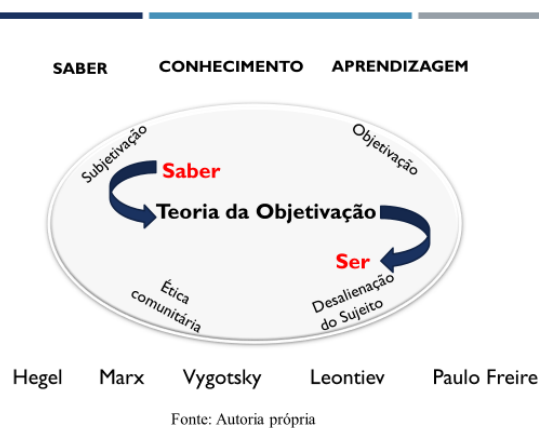 SABER CONHECIMENTO APRENDIZAGEM
Subjetivação
Objetivação
Saber
Teoria da Objetivação
Ser
Ética
comunitária
Desalienação
do Sujeito
Hegel Marx Vygotsky Leontiev Paulo Freire
Fonte: Autoria própria